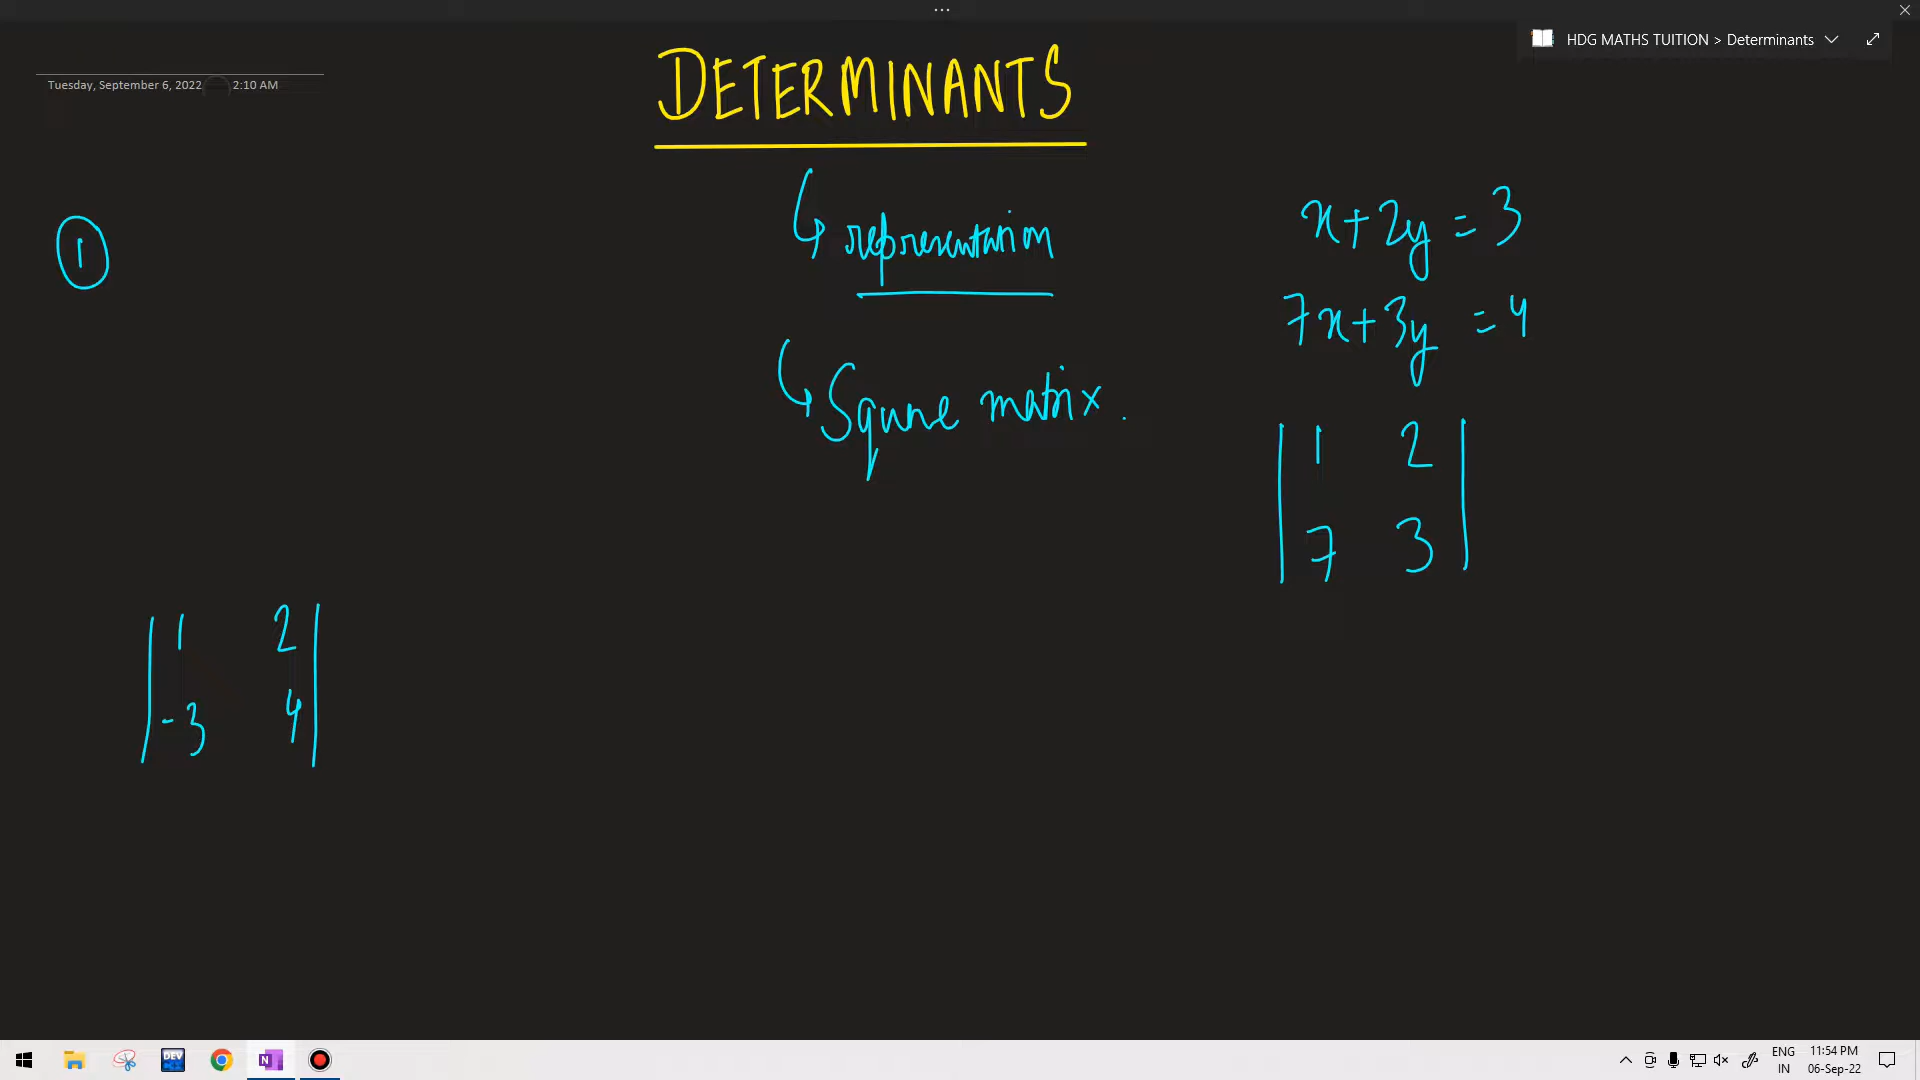 HDG MATHS TUITION > Determinants
Tuesday, September 6, 2022 2:10 AM
DETERMINANTS
1
representation
Square matrix.
x+2y=3
7x+3y =4
1 2
7 3
1 2
-3 4
DEV
N
ENG
IN
11:54 PM
06-Sep-22